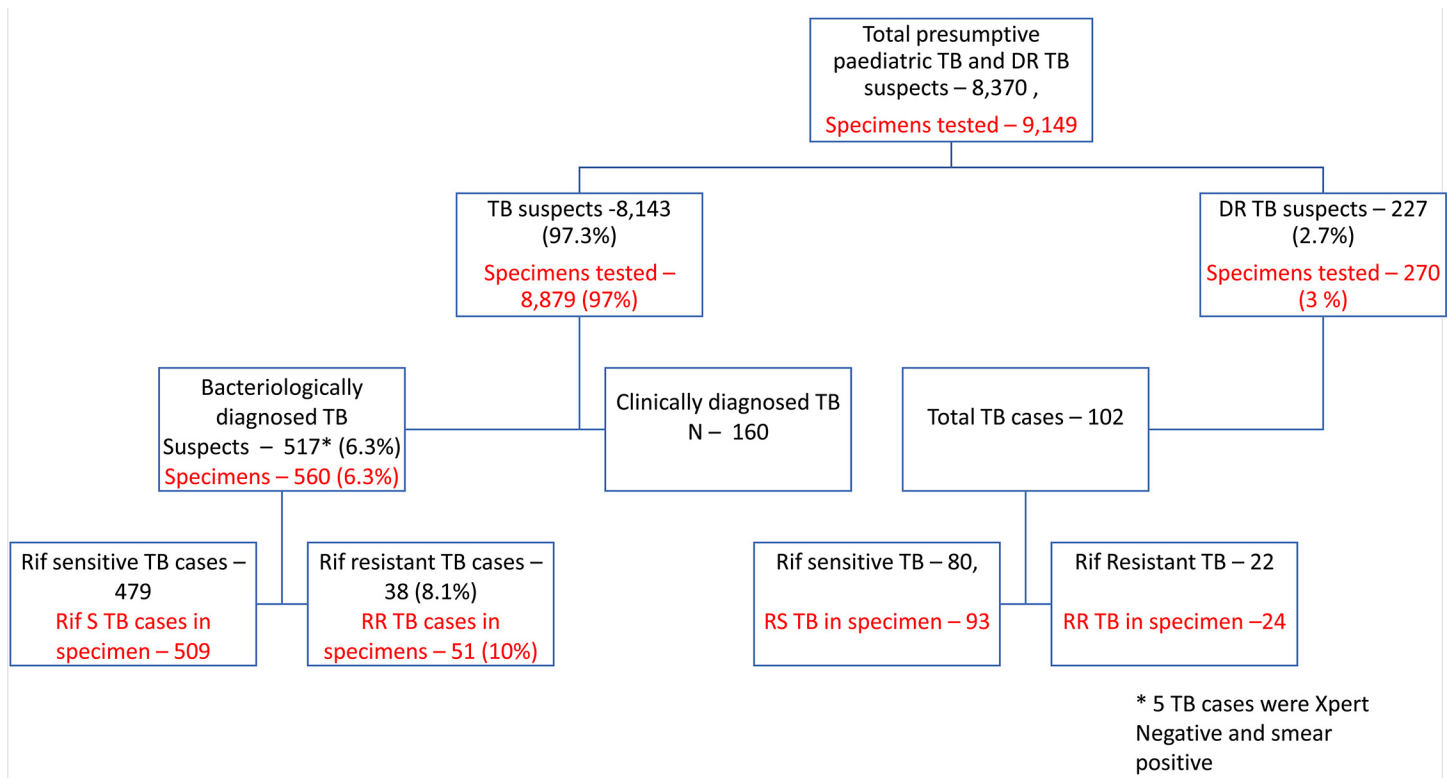 Total presumptive
paediatric TB and DR TB
suspects – 8,370 ,
Specimens tested – 9,149
TB suspects -8,143
(97.3%)
Specimens tested –
8,879 (97%)
DR TB suspects – 227
(2.7%)
Specimens tested – 270
(3 %)
Bacteriologically
diagnosed TB
Suspects – 517* (6.3%)
Specimens – 560 (6.3%)
Clinically diagnosed TB
N – 160
Total TB cases – 102
Rif sensitive TB cases –
479
Rif S TB cases in
specimen – 509
Rif resistant TB cases –
38 (8.1%)
RR TB cases in
specimens – 51 (10%)
Rif sensitive TB – 80,
RS TB in specimen – 93
Rif Resistant TB – 22
RR TB in specimen –24
* 5 TB cases were Xpert
Negative and smear
positive